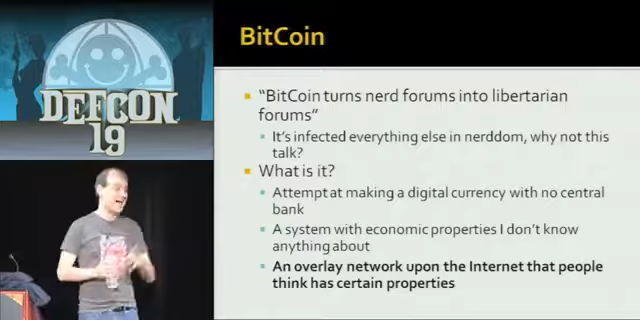 DEFCON
19
BitCoin
“BitCoin turns nerd forums into libertarian
forums”
It's infected everything else in nerddom, why not this
talk?
What is it?
Attempt at making a digital currency with no central
bank
A system with economic properties I don't know
anything about
An overlay network upon the Internet that people
think has certain properties